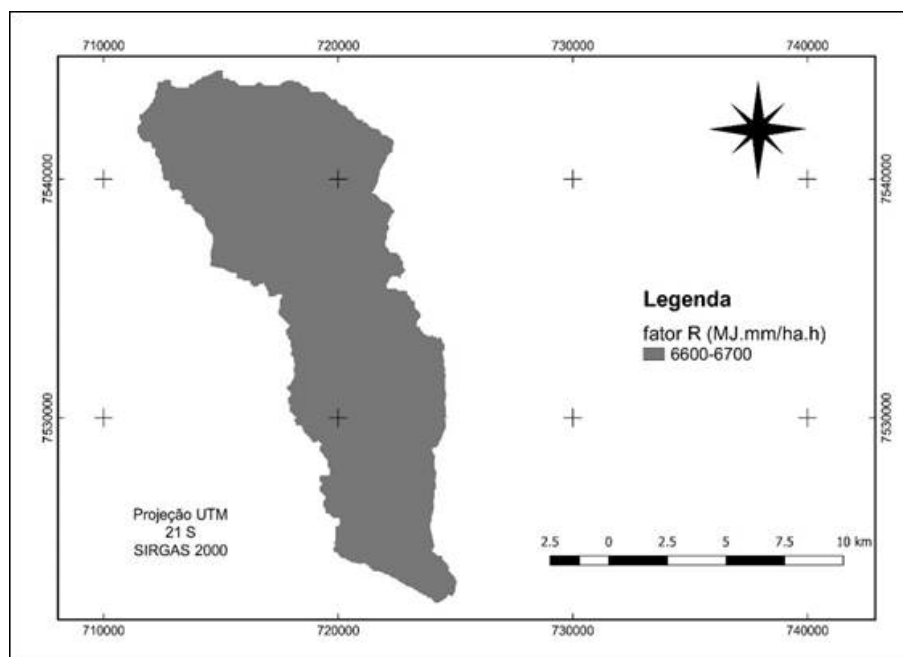 710000 720000 730000 740000
7540000 7540000
Legenda
fator R (MJ.mm/ha.h)
6600-6700
7530000 7530000
Projeção UTM
21 S
SIRGAS 2000
2.5 0 2.5 5 7.5 10 km
710000 720000 730000 740000